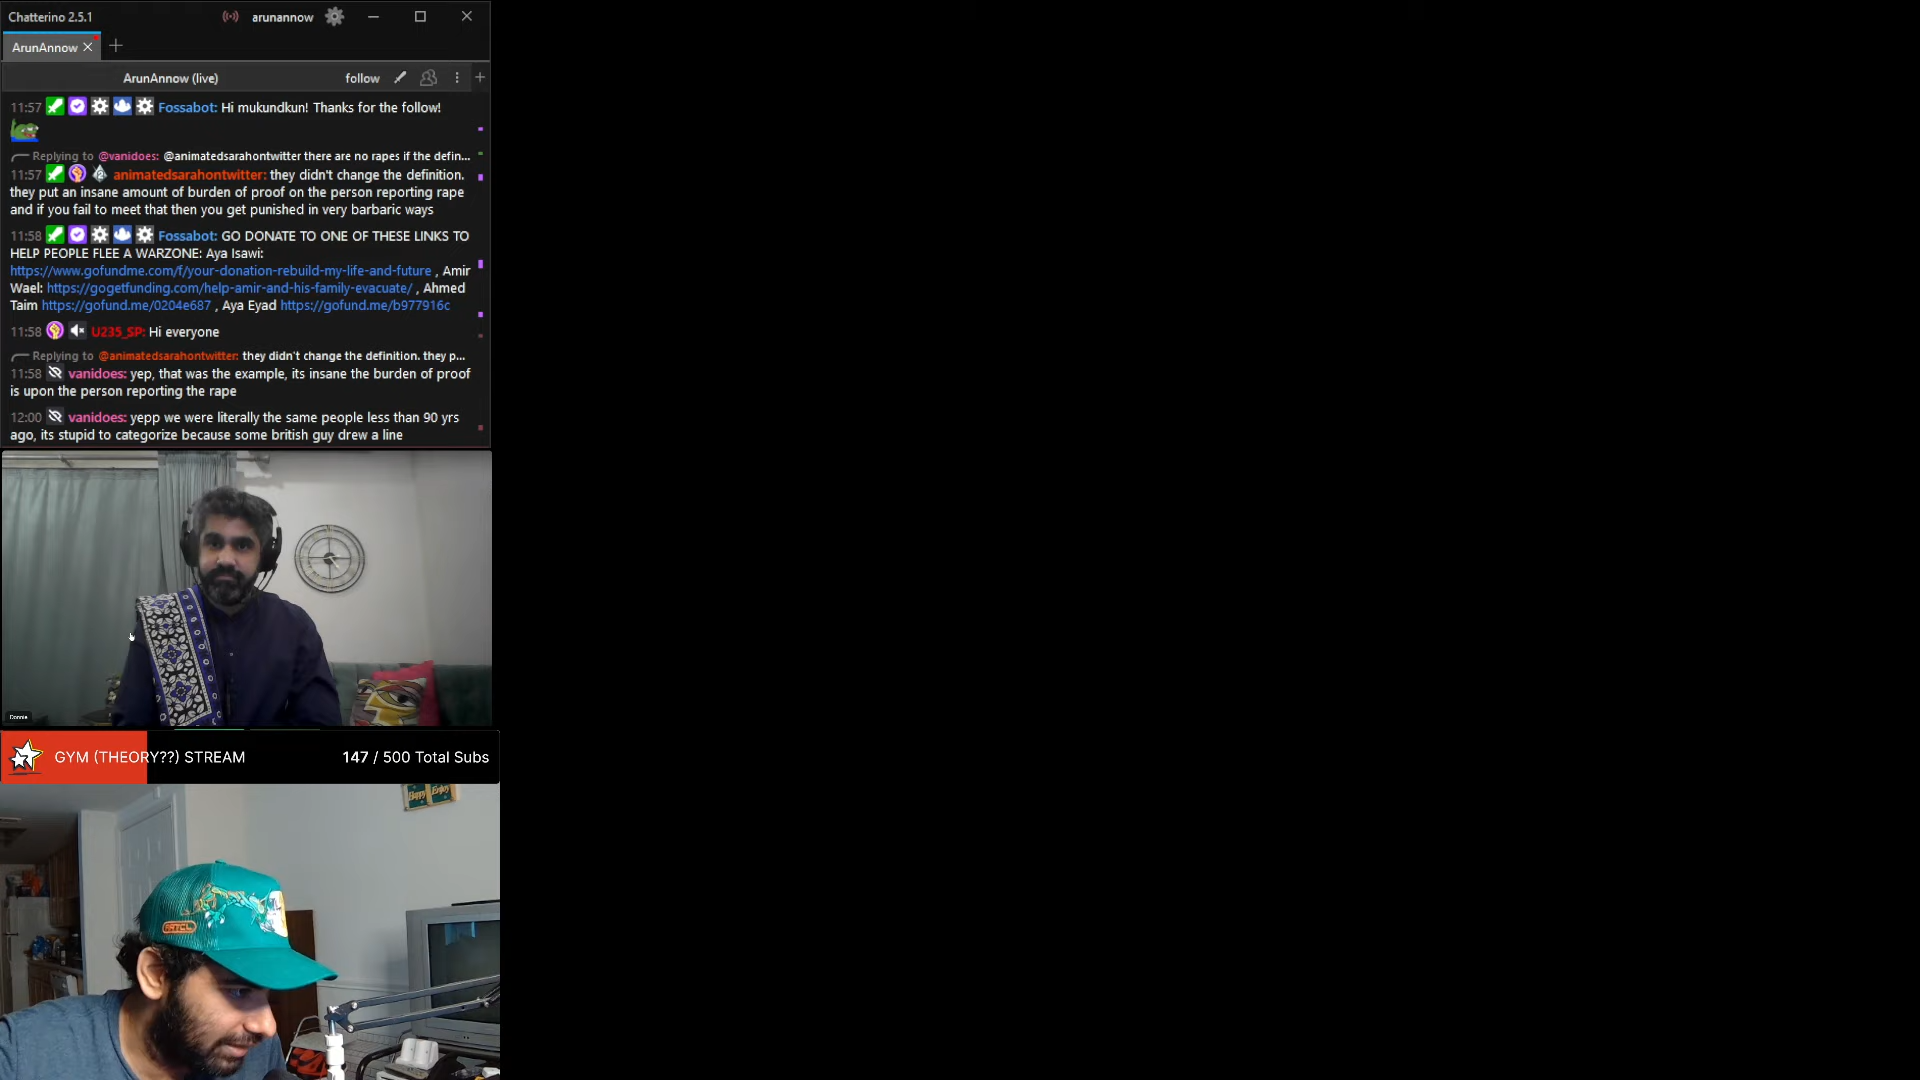 Chatterino 2.5.1
arunannow
ArunAnnow
ArunAnnow (live)
follow
11:57 Fossabot: Hi mukundkun! Thanks for the follow!
Replying to @vanidoes: @animatedsarahontwitter there are no rapes if the defin...
11:57 animatedsarahontwitter: they didn't change the definition.
they put an insane amount of burden of proof on the person reporting rape
and if you fail to meet that then you get punished in very barbaric ways
11:58 Fossabot: GO DONATE TO ONE OF THESE LINKS TO
HELP PEOPLE FLEE A WARZONE: Aya Isawi:
https://www.gofundme.com/f/your-donation-rebuild-my-life-and-future , Amir
Wael: https://gogetfunding.com/help-amir-and-his-family-evacuate/ , Ahmed
Taim https://gofund.me/0204e687 , Aya Eyad https://gofund.me/b977916c
11:58 U235_SP: Hi everyone
Replying to @animatedsarahontwitter: they didn't change the definition. they p...
11:58 vanidoes: yep, that was the example, its insane the burden of proof
is upon the person reporting the rape
12:00 vanidoes: yepp we were literally the same people less than 90 yrs
ago, its stupid to categorize because some british guy drew a line
Donnie
GYM (THEORY??) STREAM
147 / 500 Total Subs
Happy Enjoy